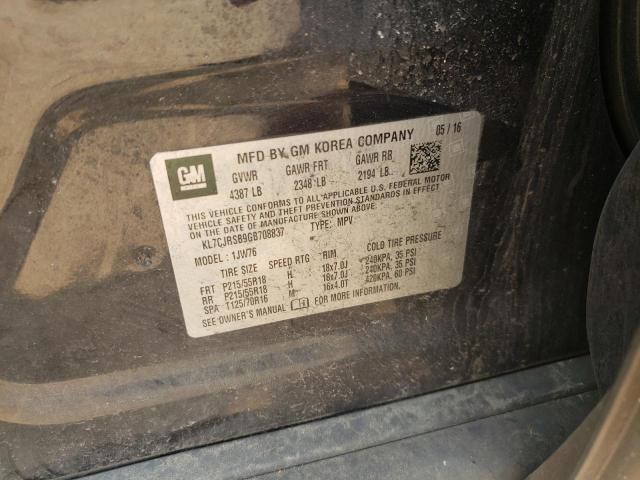 GM
MFD BY GM KOREA COMPANY 05 / 16
GVWR GAWR FRT GAWR RR
4387 LB 2348 LB 2194 LB
THIS VEHICLE CONFORMS TO ALL APPLICABLE U.S. FEDERAL MOTOR
VEHICLE SAFETY AND THEFT PREVENTION STANDARDS IN EFFECT
ON THE DATE OF MANUFACTURE SHOWN ABOVE.
KL7CJRSB9GB708837 TYPE: MPV
MODEL: 1JW76
TIRE SIZE SPEED RTG RIM COLD TIRE PRESSURE
FRT P215/55R18 H 18x7.0J 240KPA, 35 PSI
RR P215/55R18 H 18x7.0J 240KPA, 35 PSI
SPA T125/70R16 M 16x4.0T 420KPA, 60 PSI
SEE OWNER'S MANUAL FOR MORE INFORMATION.